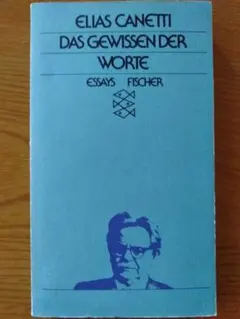 ELIAS CANETTI
DAS GEWISSEN DER
WORTE
ESSAYS FISCHER